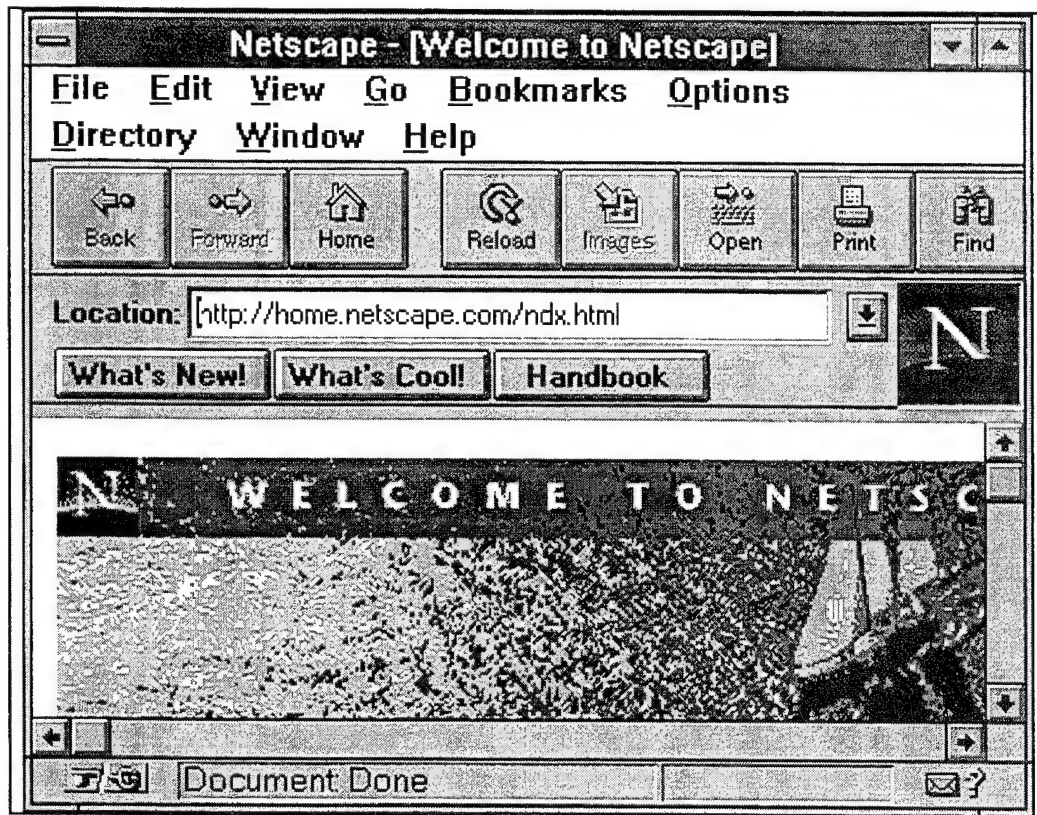 Netscape - [Welcome to Netscape]
File Edit View Go Bookmarks Options
Directory Window Help
Back Forward Home Reload Images Open Print Find
Location: http://home.netscape.com/ndx.html
N
What's New! What's Cool! Handbook
N WELCOME TO NETSC
Document Done
?